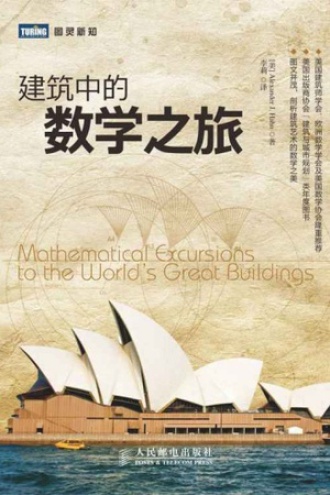 TURING 图灵新知
建筑中的
数学之旅
[美] Alexander J. Hahn 著
李莉 译
美国建筑师学会、欧洲数学学会及美国数学协会隆重推荐
美国出版商协会“建筑与城市规划”类年度图书
图文并茂,剖析建筑艺术的数学之美
Mathematical Excursions
to the World's Great Buildings
人民邮电出版社
POSTS & TELECOM PRESS